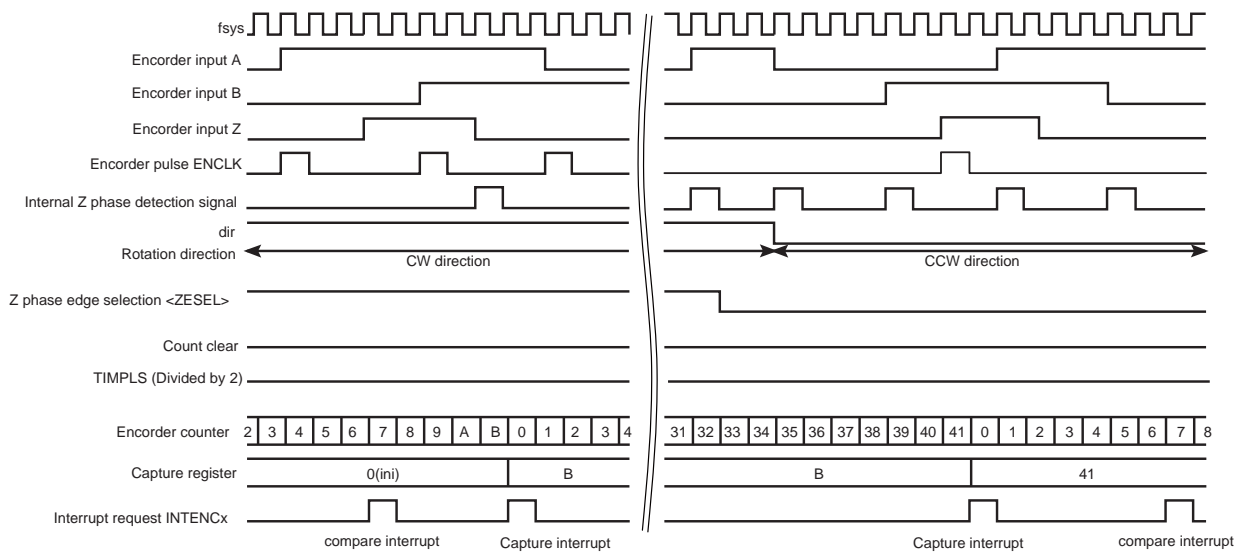 fsys
Encorder input A
Encorder input B
Encorder input Z
Encorder pulse ENCLK
Internal Z phase detection signal
dir
Rotation direction
CW direction
CCW direction
Z phase edge selection <ZESEL>
Count clear
TIMPLS (Divided by 2)
Encorder counter 2 3 4 5 6 7 8 9 A B 0 1 2 3 4 31 32 33 34 35 36 37 38 39 40 41 0 1 2 3 4 5 6 7 8
Capture register 0(ini) B B 41
Interrupt request INTENCx
compare interrupt Capture interrupt Capture interrupt compare interrupt